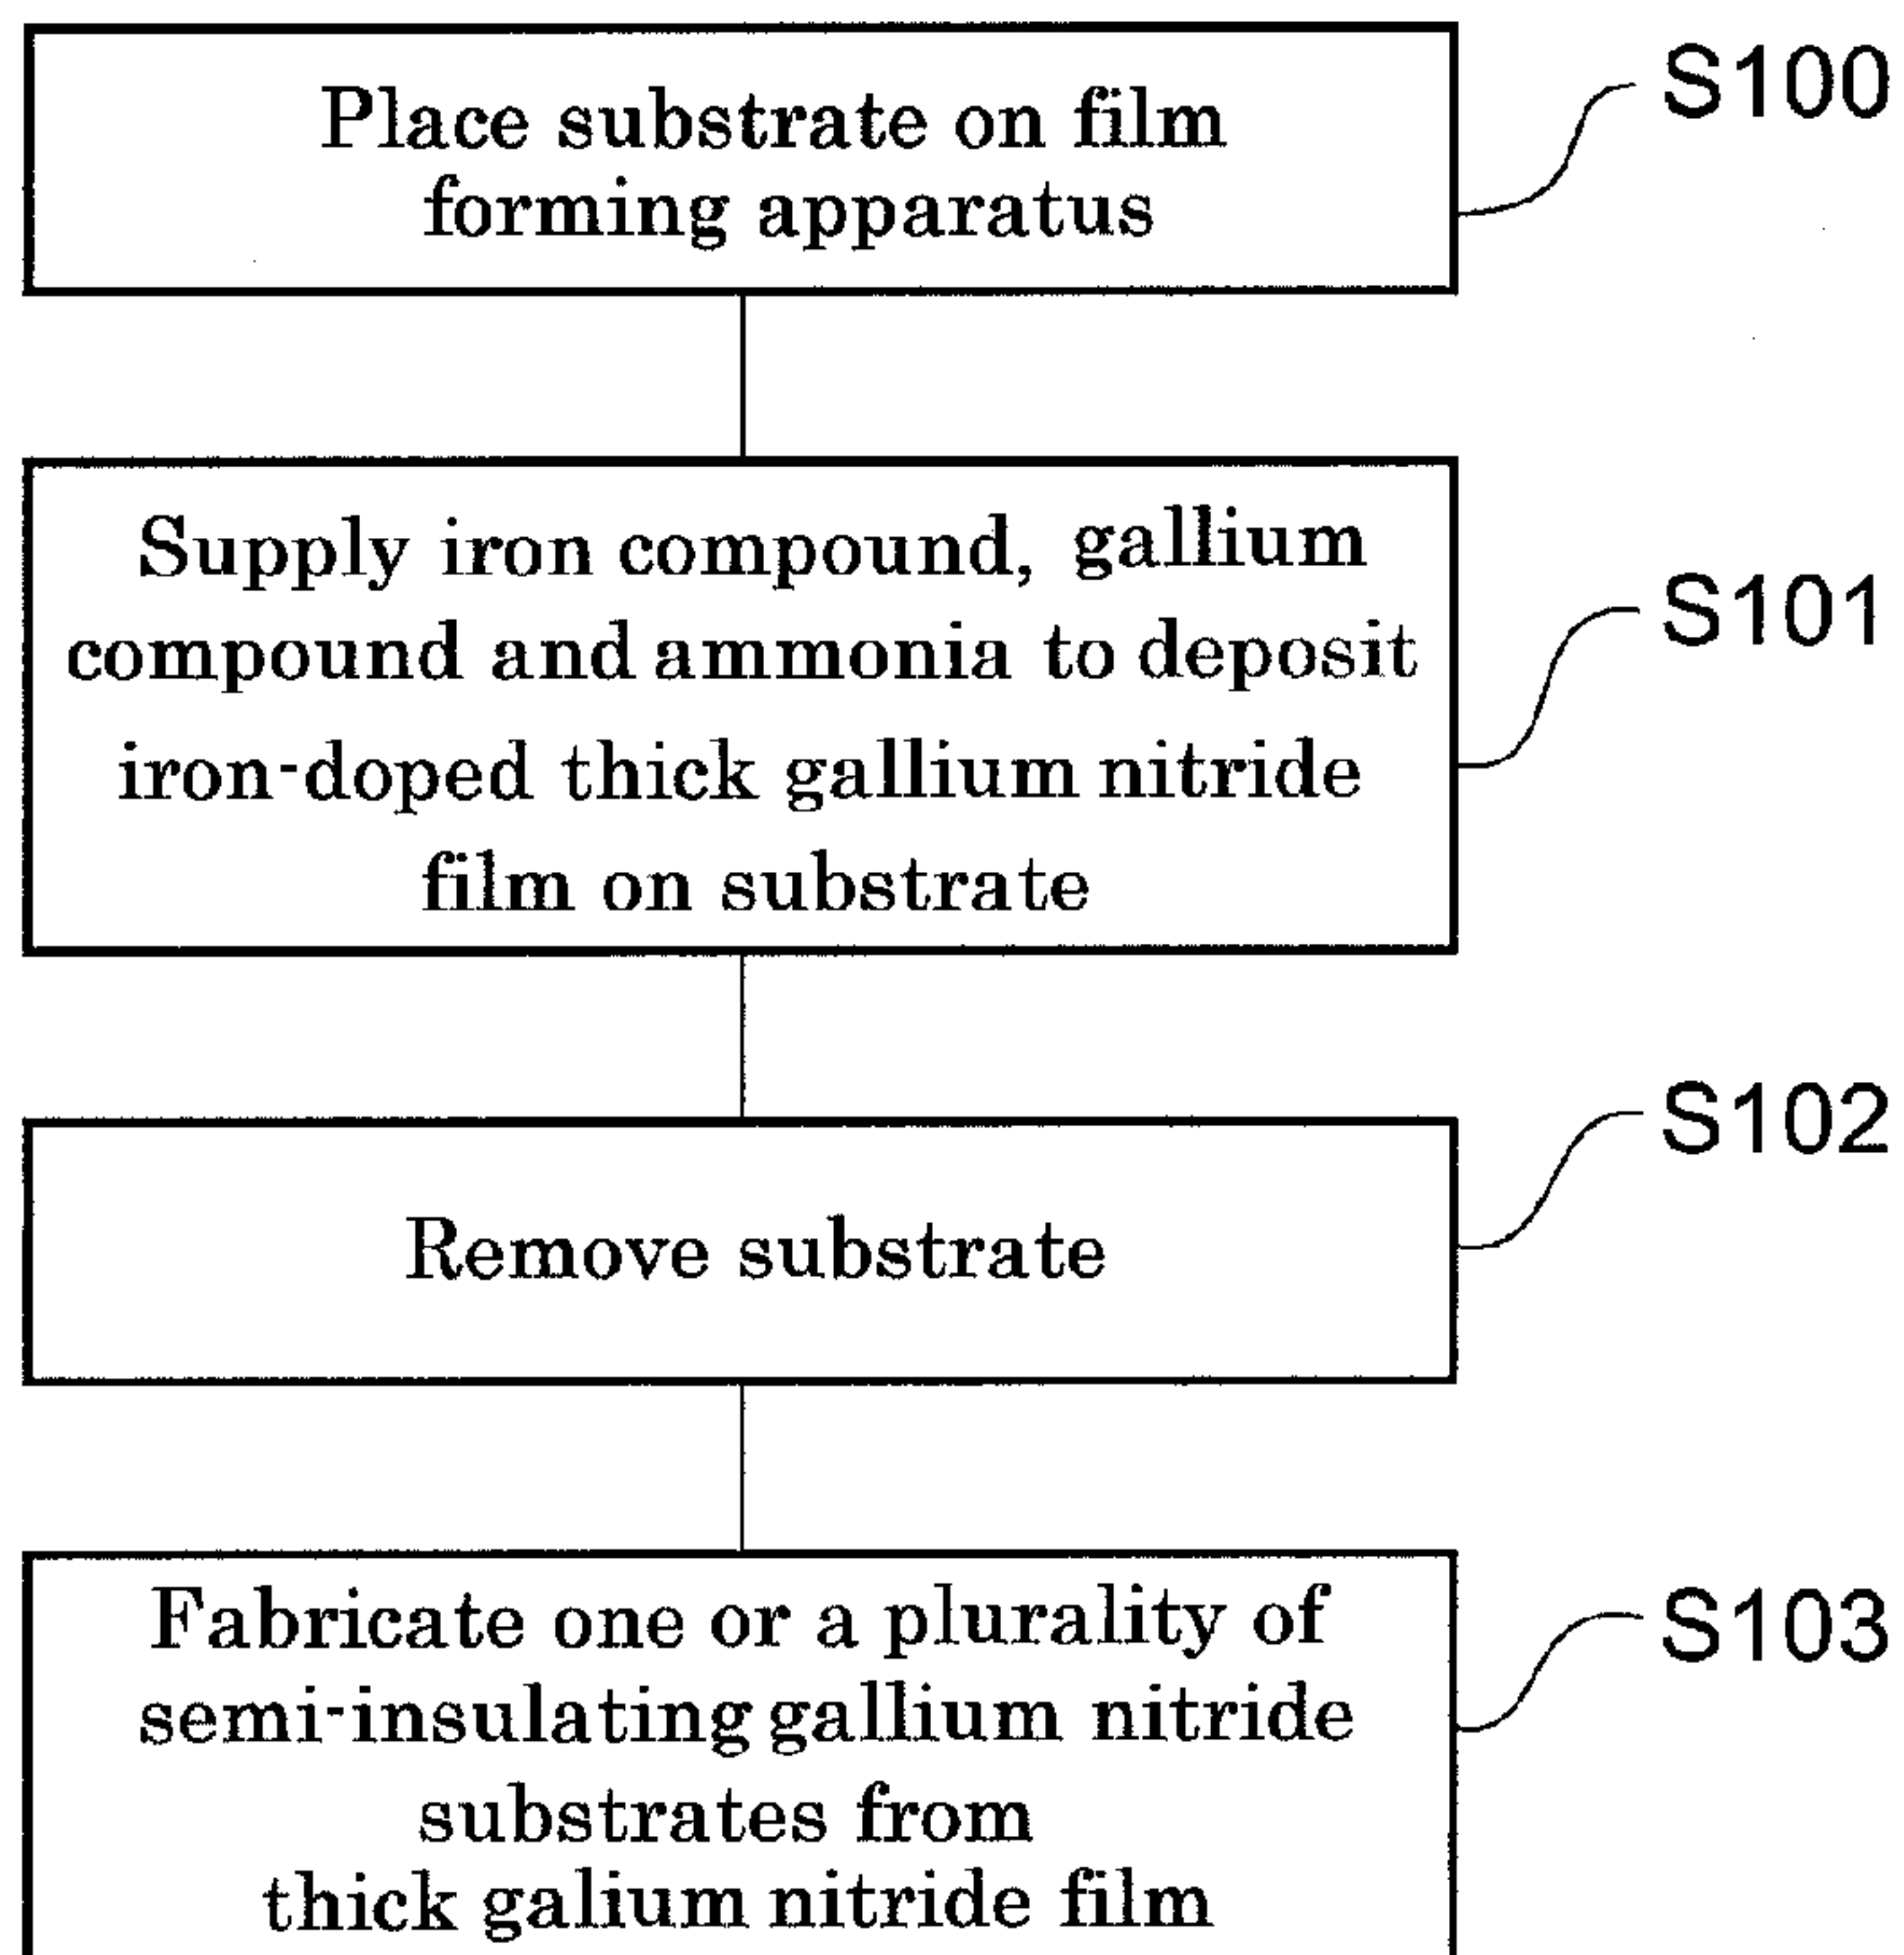 Place substrate on film
forming apparatus
S100
Supply iron compound, gallium
compound and ammonia to deposit
iron-doped thick gallium nitride
film on substrate
S101
Remove substrate
S102
Fabricate one or a plurality of
semi-insulating gallium nitride
substrates from
thick galium nitride film
S103